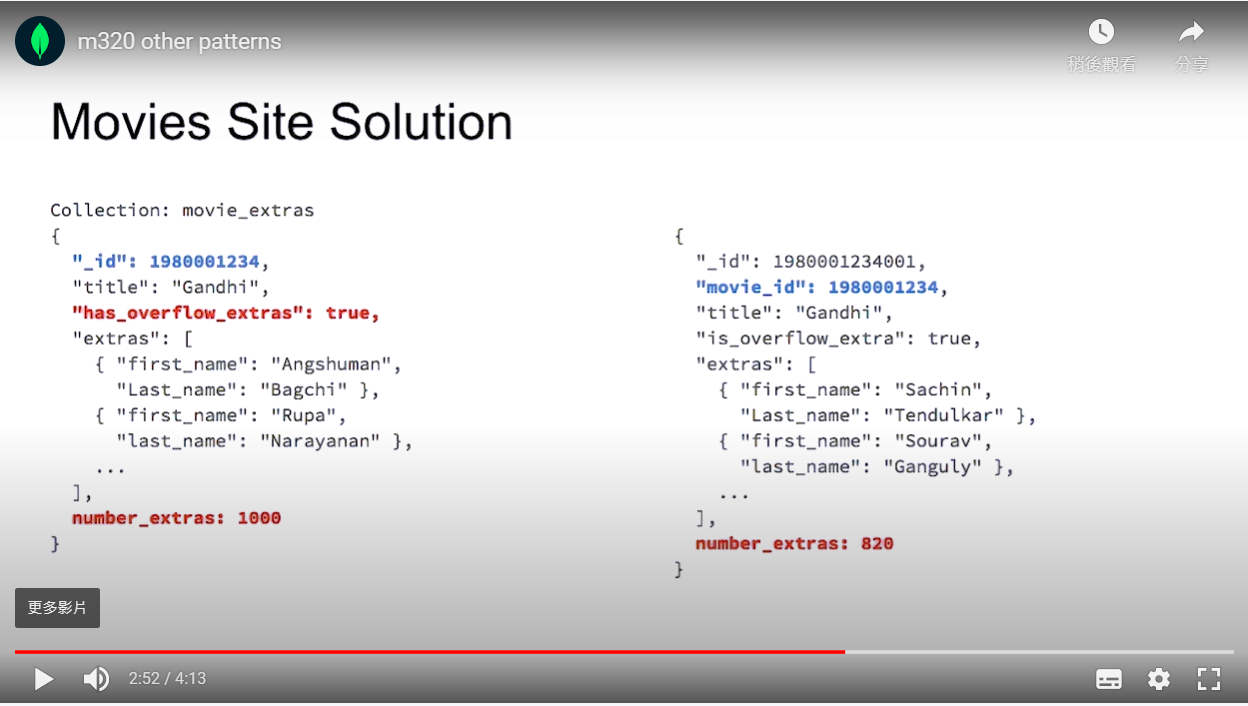 m320 other patterns
稍後觀看
分享
Movies Site Solution
Collection: movie_extras
{
"_id": 1980001234,
"title": "Gandhi",
"has_overflow_extras": true,
"extras": [
{ "first_name": "Angshuman",
"Last_name": "Bagchi" },
{ "first_name": "Rupa",
"last_name": "Narayanan" },
...
],
number_extras: 1000
}
{
"_id": 1980001234001,
"movie_id": 1980001234,
"title": "Gandhi",
"is_overflow_extra": true,
"extras": [
{ "first_name": "Sachin",
"Last_name": "Tendulkar" },
{ "first_name": "Sourav",
"last_name": "Ganguly" },
...
],
number_extras: 820
}
更多影片
2:52 / 4:13